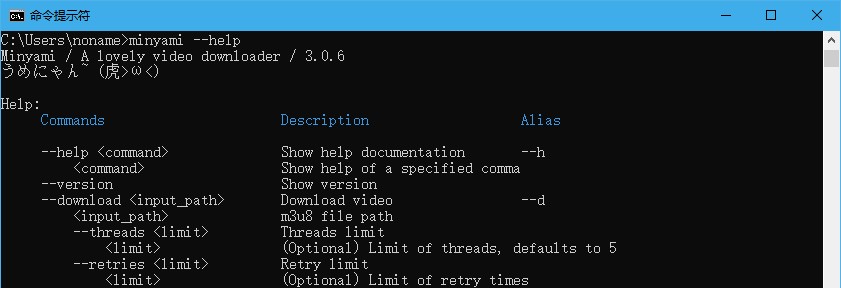 命令提示符
C:\Users\noname>minyami --help
Minyami / A lovely video downloader / 3.0.6
うめにゃん~ (虎>ω<)
Help:
Commands Description Alias
--help <command> Show help documentation --h
<command> Show help of a specified comma
--version Show version
--download <input_path> Download video --d
<input_path> m3u8 file path
--threads <limit> Threads limit
<limit> (Optional) Limit of threads, defaults to 5
--retries <limit> Retry limit
<limit> (Optional) Limit of retry times